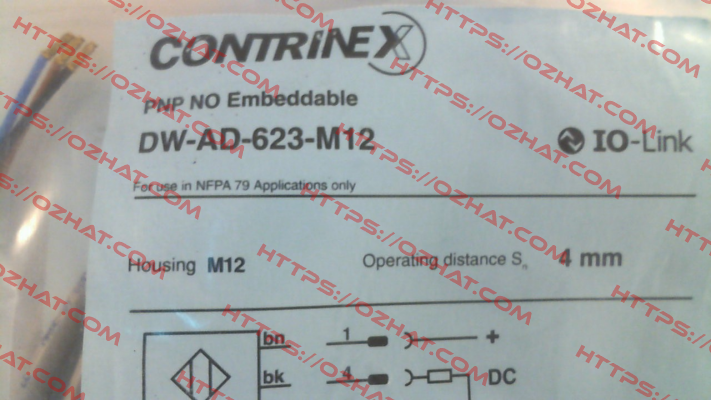 CONTRINEX
PNP NO Embeddable
DW-AD-623-M12
IO-Link
For use in NFPA 79 Applications only
Housing M12
Operating distance Sn 4 mm
bn 1 +
bk 4 DC
HTTPS://OZHAT.COM